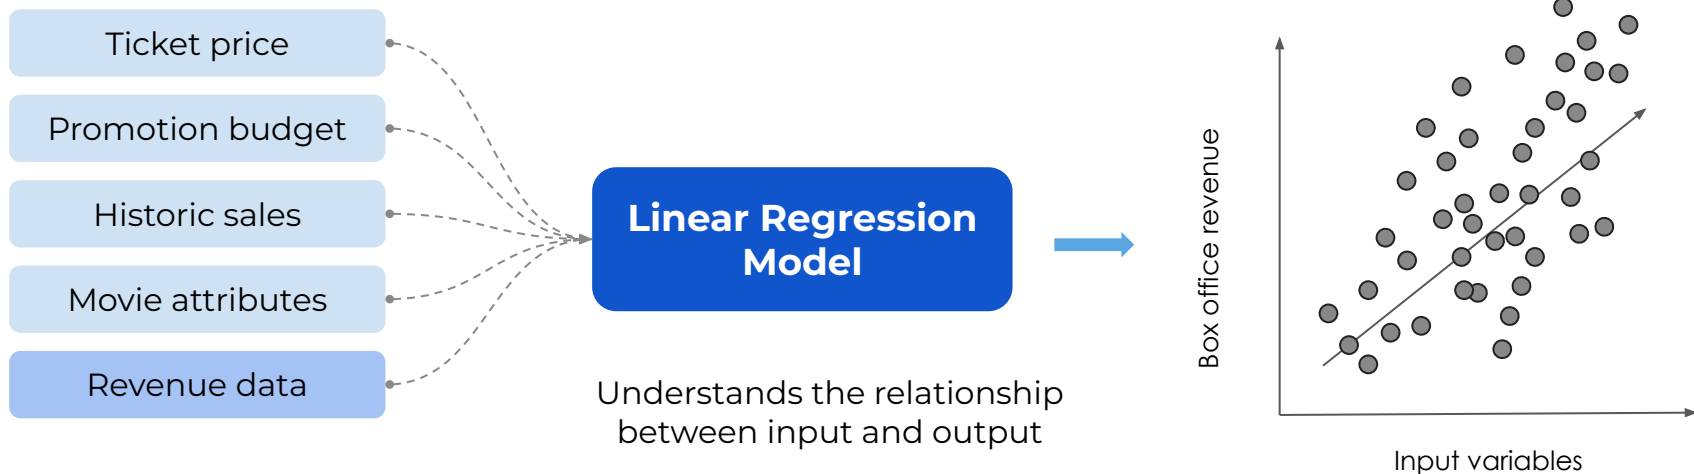 Ticket price
Promotion budget
Historic sales
Movie attributes
Revenue data
Linear Regression
Model
Understands the relationship
between input and output
Box office revenue
Input variables